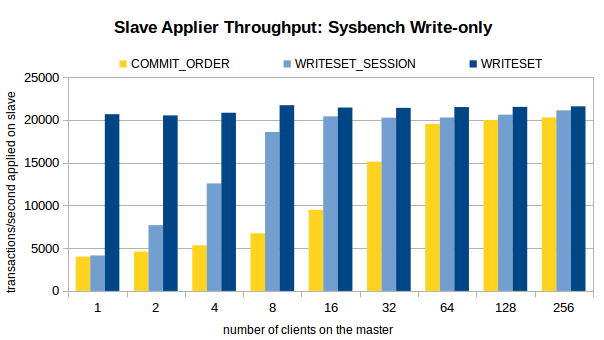 Slave Applier Throughput: Sysbench Write-only
COMMIT_ORDER WRITESET_SESSION WRITESET
transactions/second applied on slave
25000
20000
15000
10000
5000
0
1 2 4 8 16 32 64 128 256
number of clients on the master